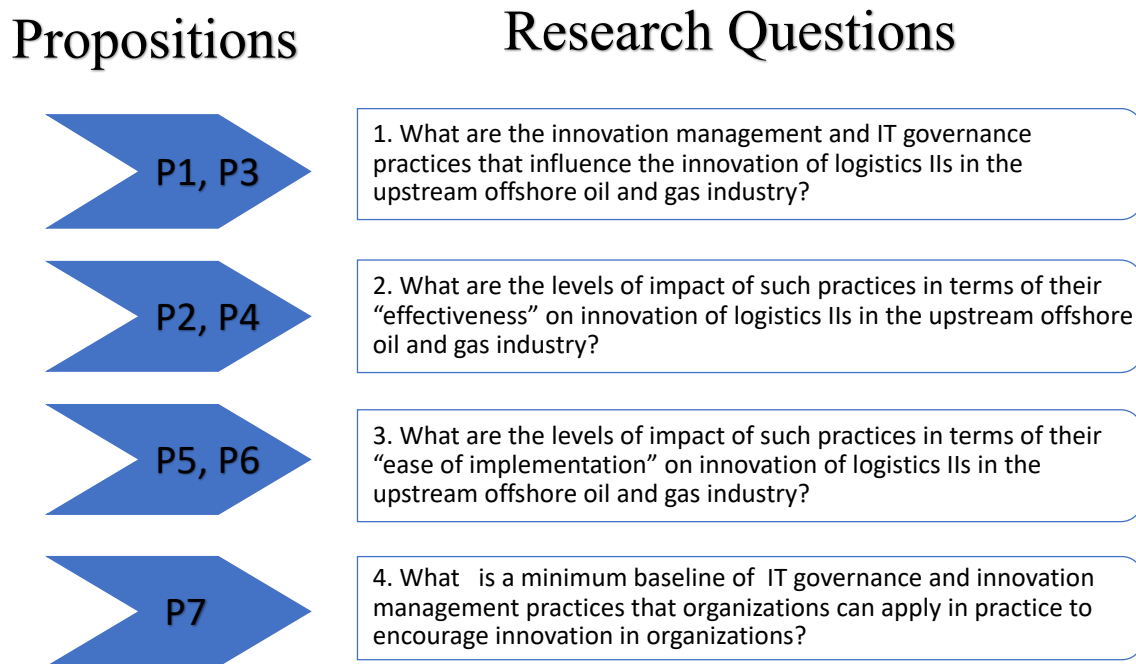 Propositions
Research Questions
P1, P3
1. What are the innovation management and IT governance
practices that influence the innovation of logistics IIs in the
upstream offshore oil and gas industry?
P2, P4
2. What are the levels of impact of such practices in terms of their
“effectiveness” on innovation of logistics IIs in the upstream offshore
oil and gas industry?
P5, P6
3. What are the levels of impact of such practices in terms of their
“ease of implementation” on innovation of logistics IIs in the
upstream offshore oil and gas industry?
P7
4. What   is a minimum baseline of  IT governance and innovation
management practices that organizations can apply in practice to
encourage innovation in organizations?